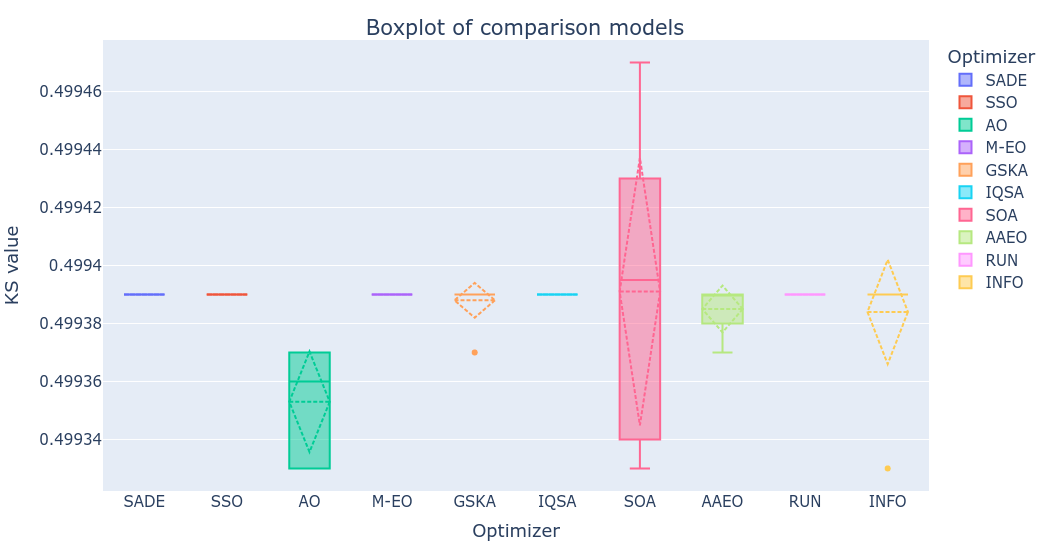 Boxplot of comparison models
KS value
0.49946
0.49944
0.49942
0.4994
0.49938
0.49936
0.49934
SADE
SSO
AO
M-EO
GSKA
IQSA
SOA
AAEO
RUN
INFO
Optimizer
Optimizer
SADE
SSO
AO
M-EO
GSKA
IQSA
SOA
AAEO
RUN
INFO